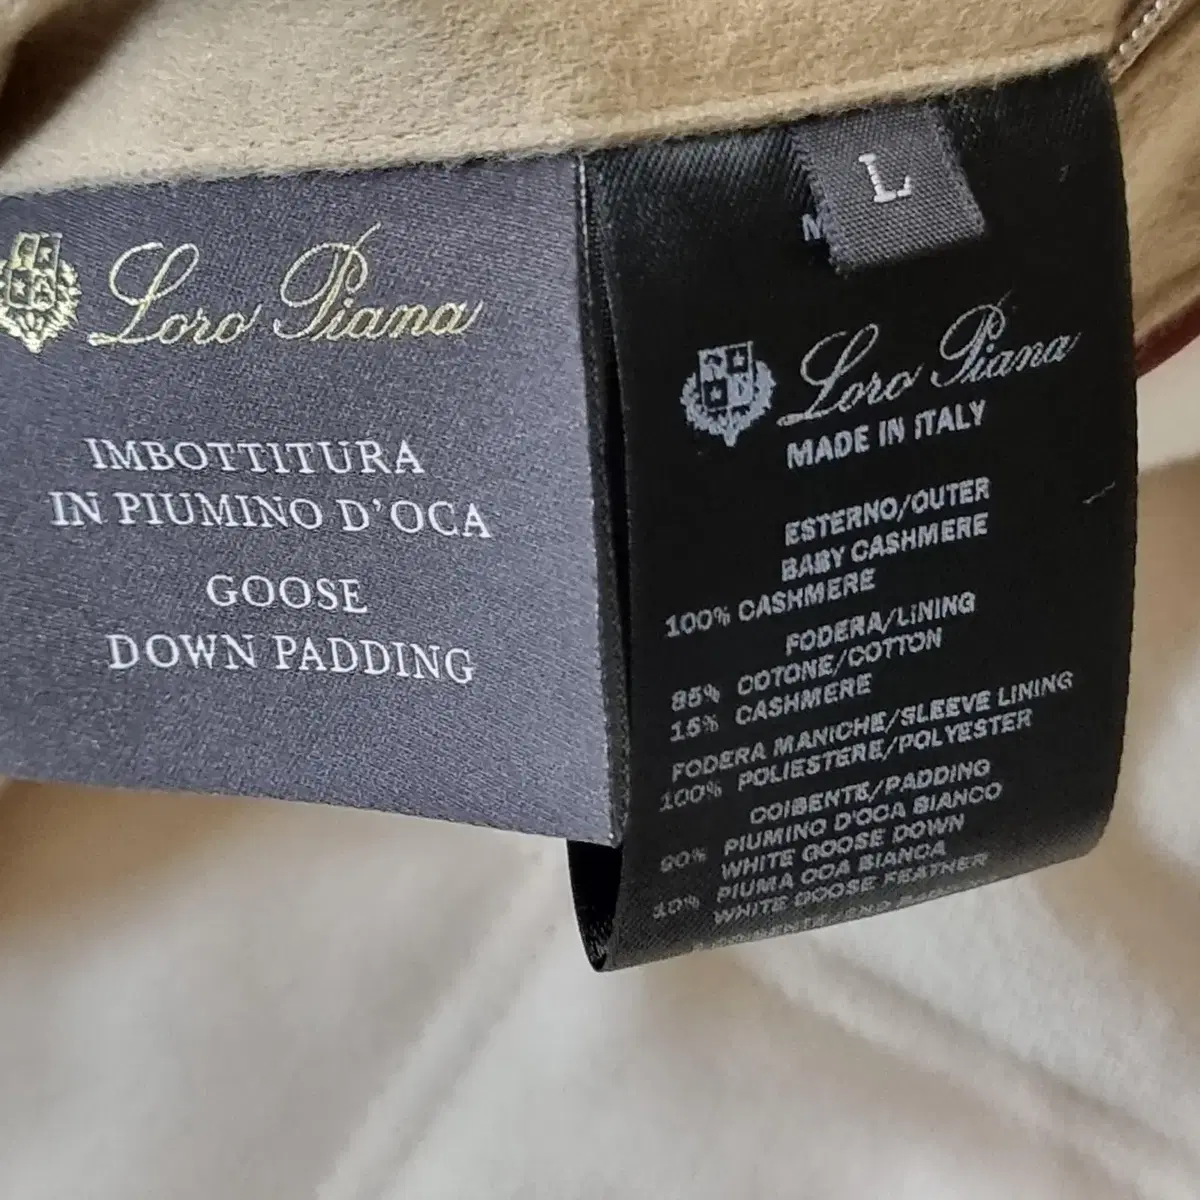 Loro Piana
IMBOTTITURA
IN PIUMINO D'OCA
GOOSE
DOWN PADDING
L
M
Loro Piana
MADE IN ITALY
ESTERNO/OUTER
BABY CASHMERE
100% CASHMERE
FODERA/LINING
85% COTONE/COTTON
15% CASHMERE
FODERA MANICHE/SLEEVE LINING
100% POLIESTERE/POLYESTER
COIBENTE/PADDING
90% PIUMINO D'OCA BIANCO
WHITE GOOSE DOWN
10% PIUMA OCA BIANCA
WHITE GOOSE FEATHER